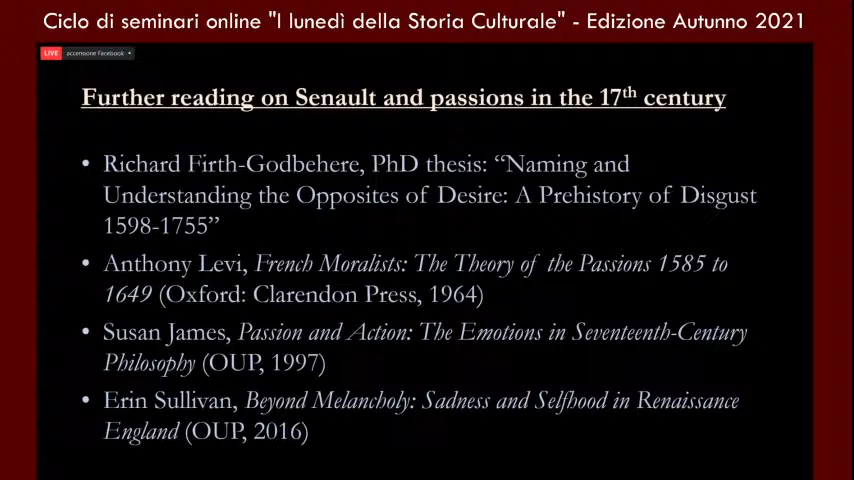 Ciclo di seminari online "I lunedì della Storia Culturale" - Edizione Autunno 2021
LIVE accensione Facebook
Further reading on Senault and passions in the 17th century
• Richard Firth-Godbehere, PhD thesis: “Naming and
Understanding the Opposites of Desire: A Prehistory of Disgust
1598-1755”
• Anthony Levi, French Moralists: The Theory of the Passions 1585 to
1649 (Oxford: Clarendon Press, 1964)
• Susan James, Passion and Action: The Emotions in Seventeenth-Century
Philosophy (OUP, 1997)
• Erin Sullivan, Beyond Melancholy: Sadness and Selfhood in Renaissance
England (OUP, 2016)